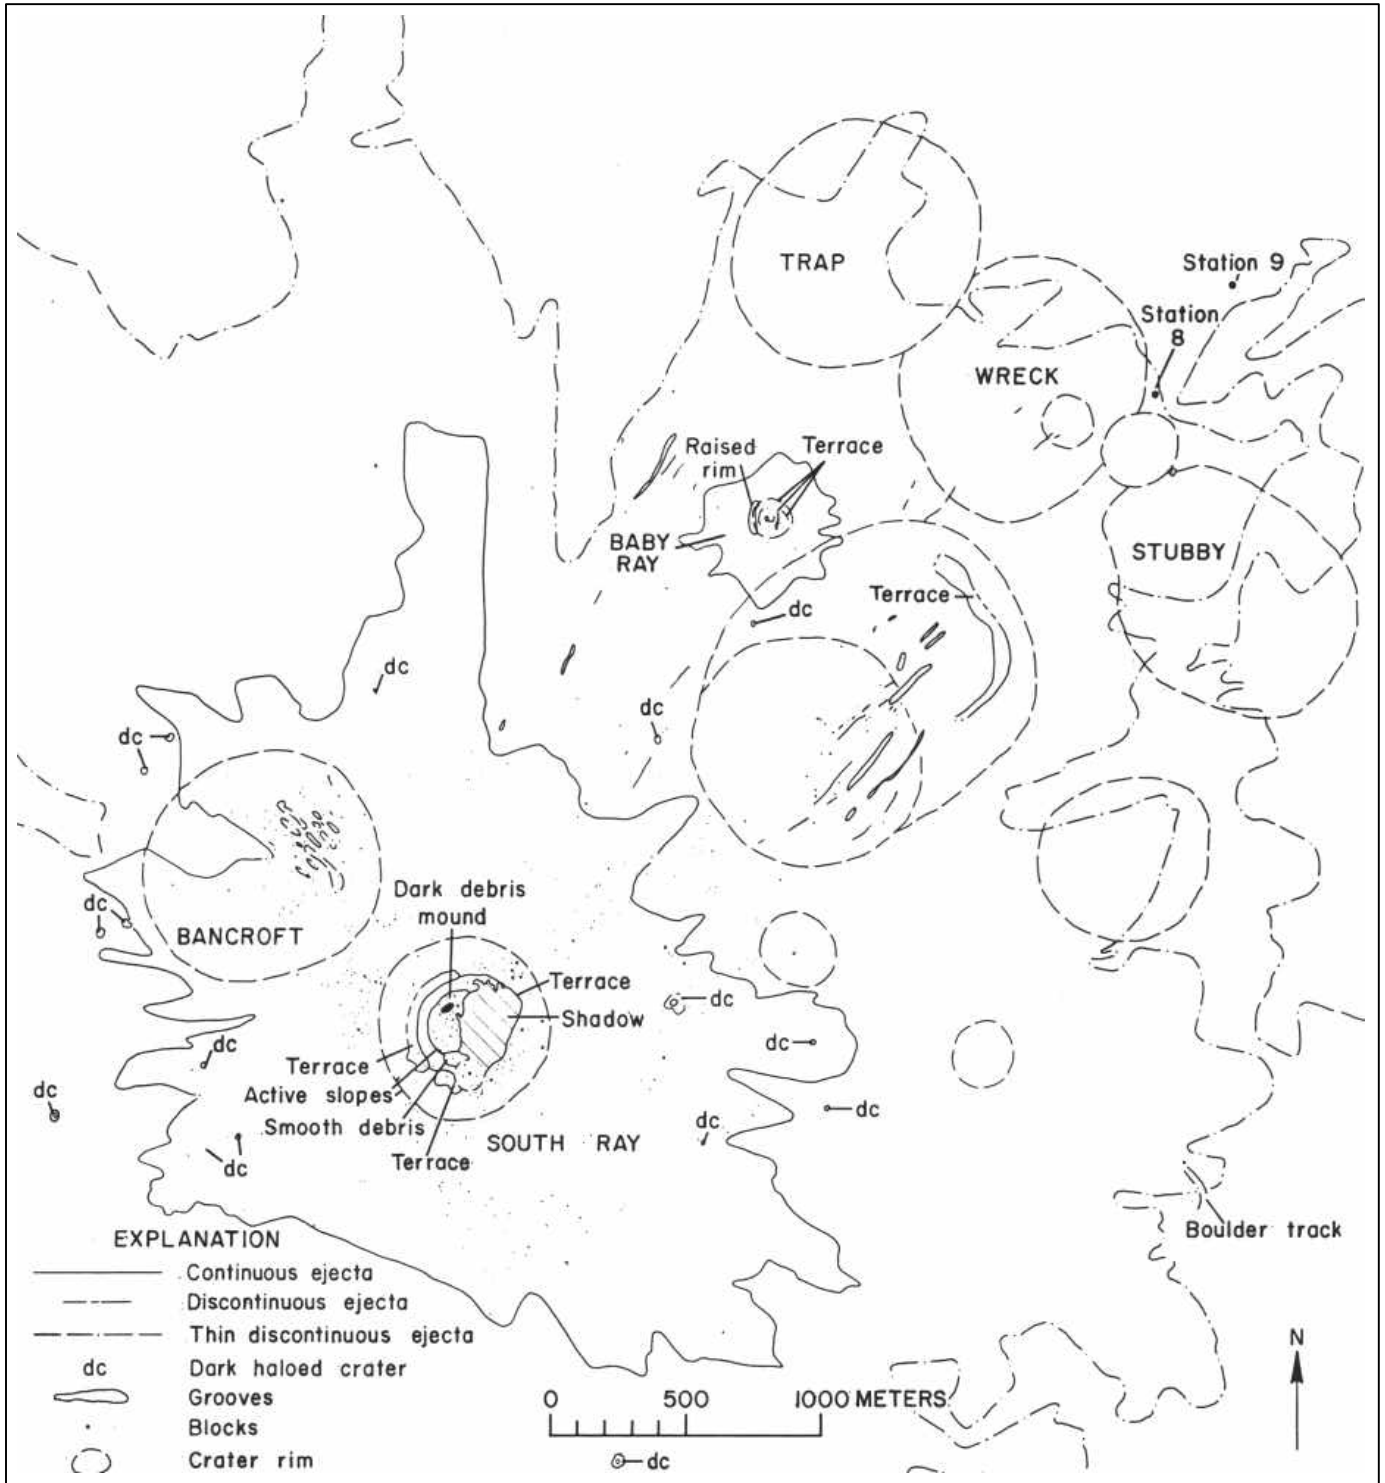 TRAP
Station 9
Station
8
WRECK
Raised
rim
Terrace
BABY
RAY
STUBBY
Terrace
dc
dc
dc
dc
Dark debris
mound
dc
BANCROFT
Terrace
dc
Shadow
dc
dc
Terrace
Active slopes
dc
dc
Smooth debris
dc
SOUTH RAY
Terrace
dc
Boulder track
EXPLANATION
Continuous ejecta
Discontinuous ejecta
Thin discontinuous ejecta
dc Dark haloed crater
Grooves
Blocks
Crater rim
N
0 500 1000 METERS
dc